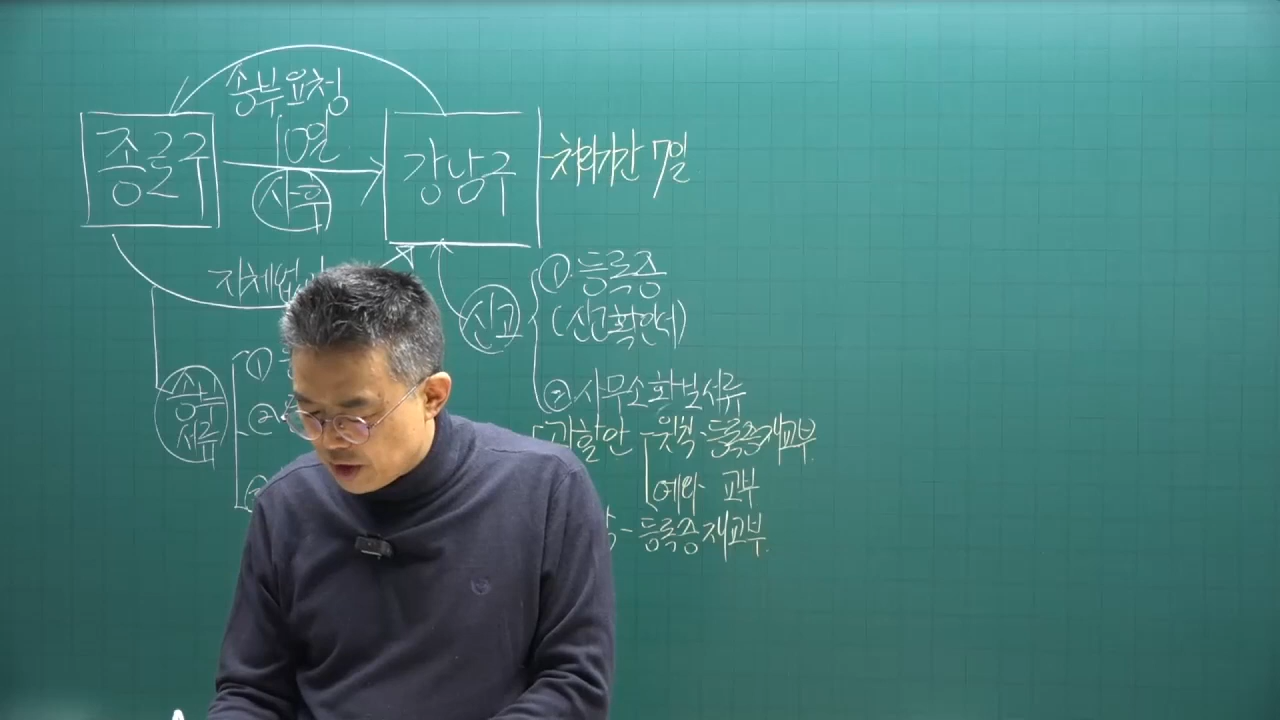 송부요청
종로구
10일
사후
강남구
처리기간 7일
자체없
신고
① 등록증
(신고확인서)
② 사무소확보서류
송부
서류
①
②
관할안 원칙-등록증재교부
예외 교부
-등록증재교부